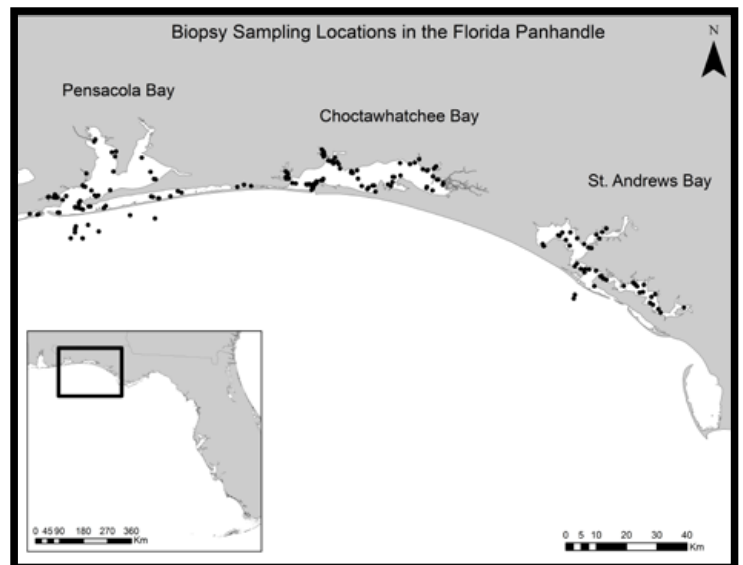 Biopsy Sampling Locations in the Florida Panhandle
N
Pensacola Bay
Choctawhatchee Bay
St. Andrews Bay
0 45 90 180 270 360
Km
0 5 10 20 30 40
Km